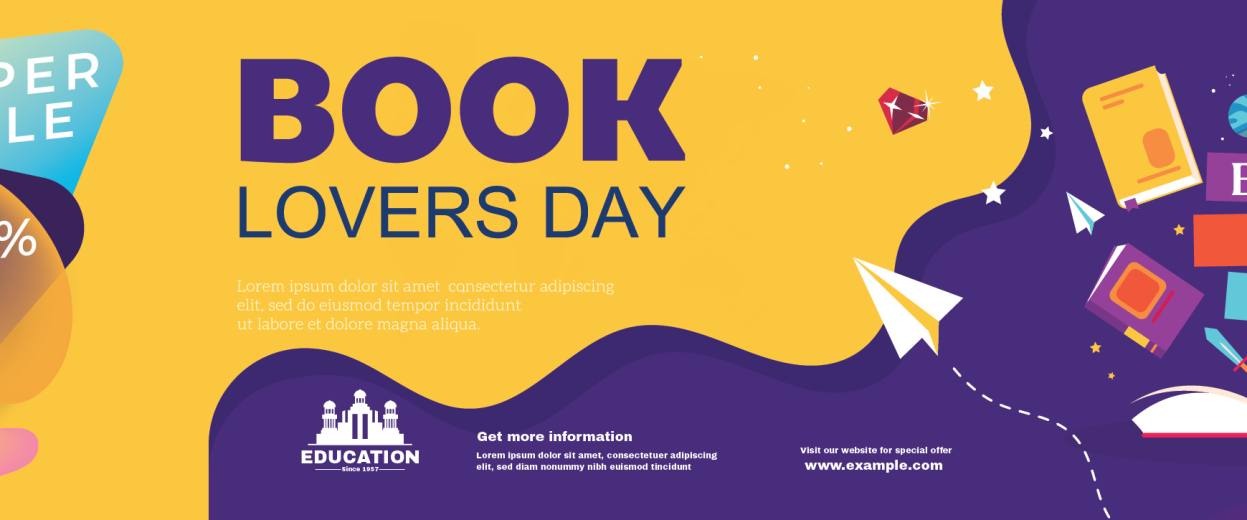 PER
LE
%
BOOK
LOVERS DAY
Lorem ipsum dolor sit amet consectetur adipiscing
elit, sed do eiusmod tempor incididunt
ut labore et dolore magna aliqua.
EDUCATION
Since 1957
Get more information
Lorem ipsum dolor sit amet, consectetuer adipiscing
elit, sed diam nonummy nibh euismod tincidunt
Visit our website for special offer
www.example.com